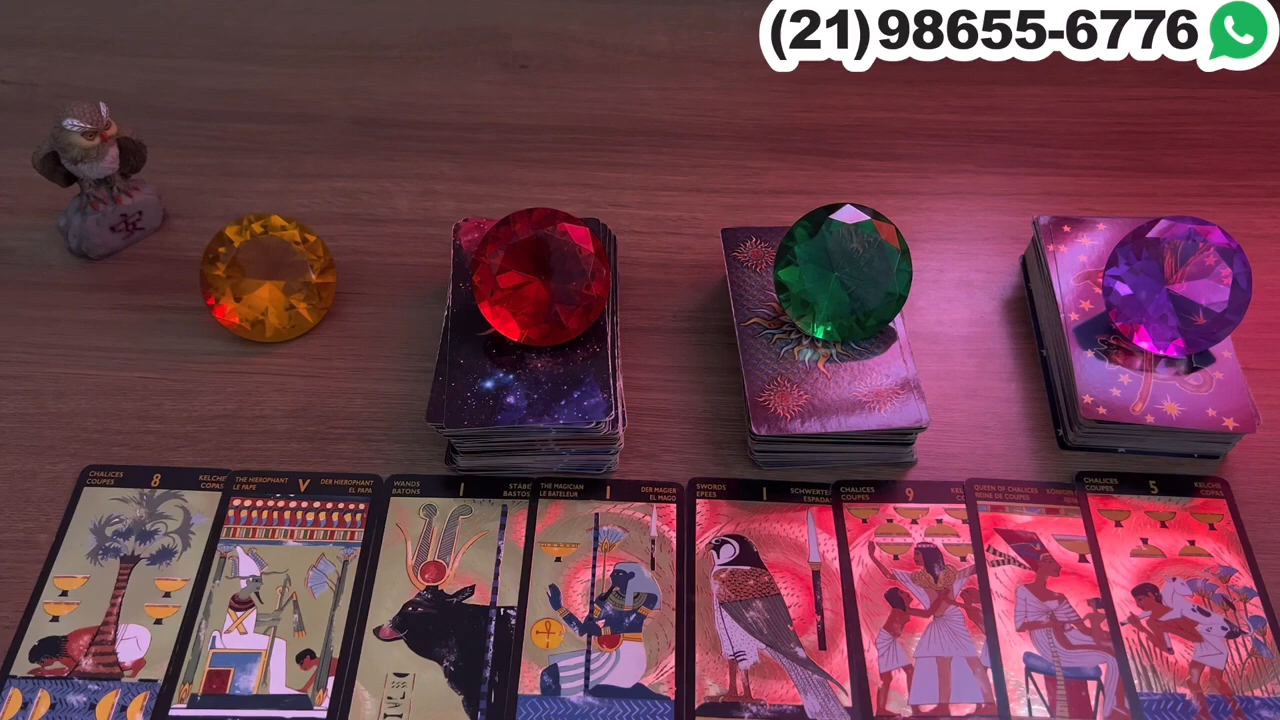 (21)98655-6776
CHALICES
COUPES
8
KELCHE
COPAS
THE HIEROPHANT
LE PAPE
V
DER HIEROPHANT
EL PAPA
WANDS
BATONS
I
STÄBE
BASTOS
THE MAGICIAN
LE BATELEUR
I
DER MAGIER
EL MAGO
SWORDS
EPEES
I
SCHWERTER
ESPADAS
CHALICES
COUPES
9
QUEEN OF CHALICES
REINE DE COUPES
CHALICES
COUPES
5
KELCHE
COPAS